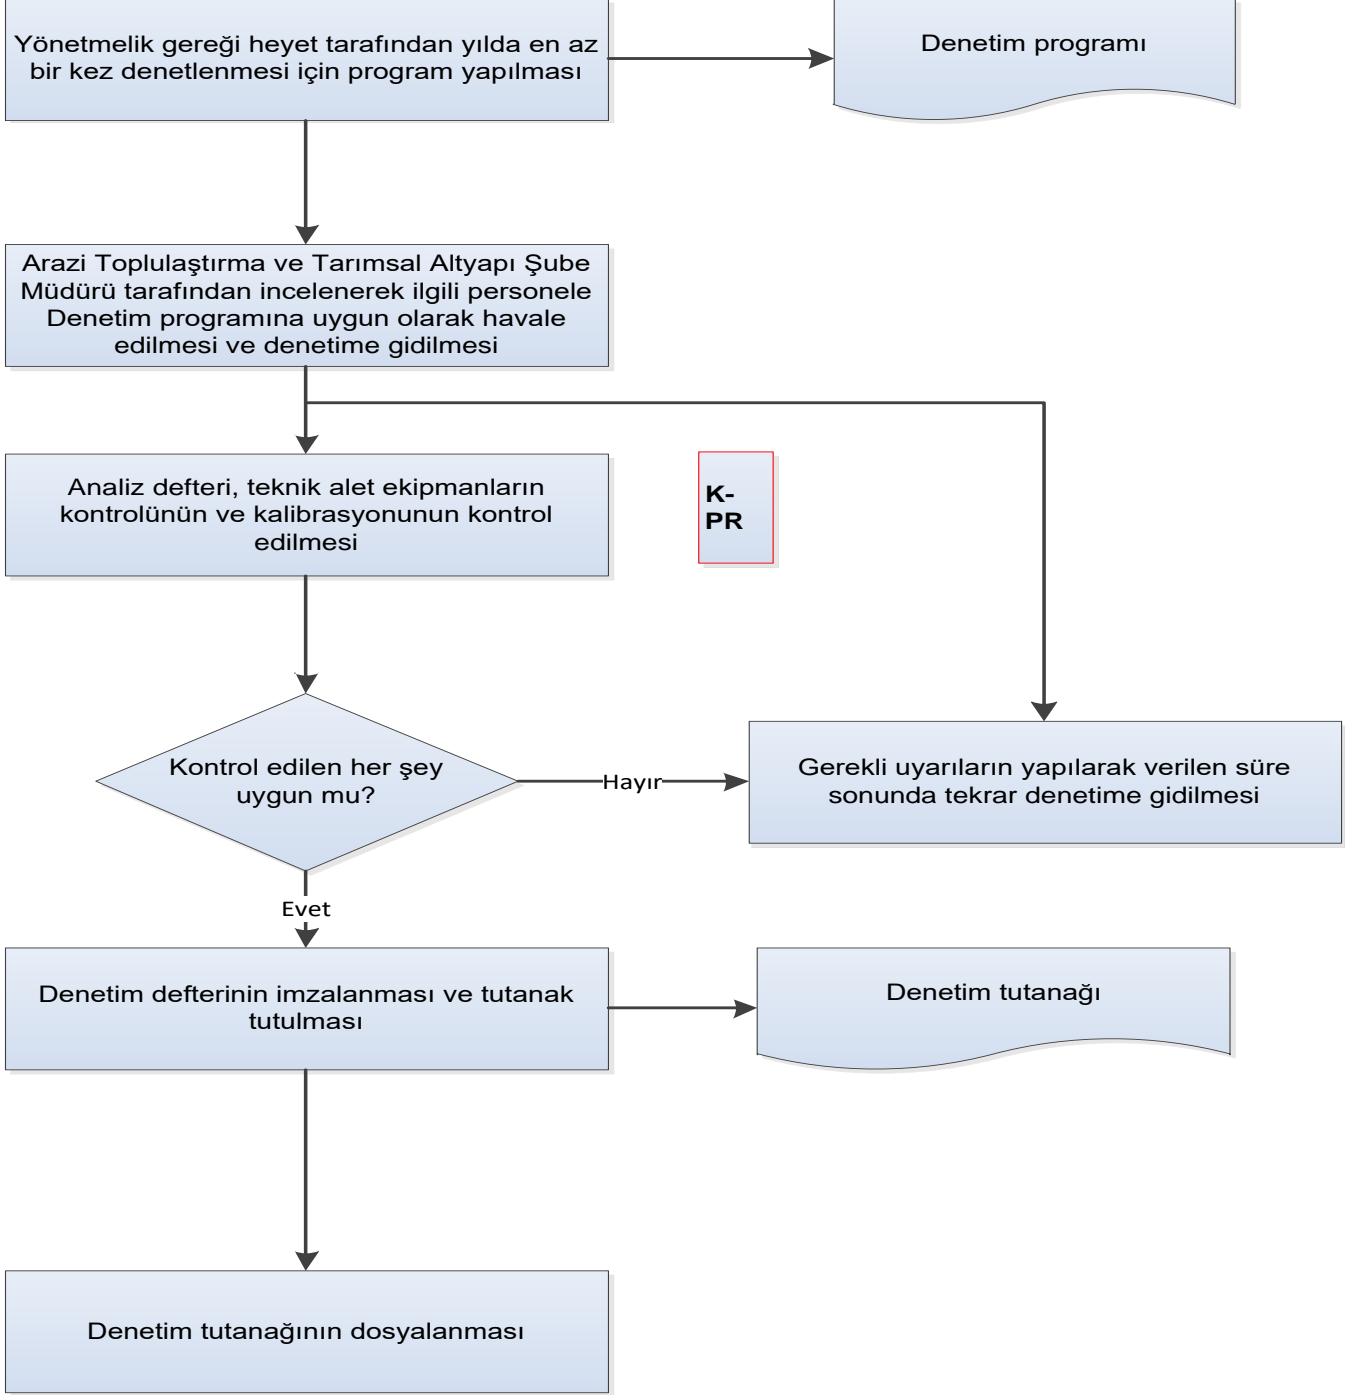 Yönetmelik gereği heyet tarafından yılda en az
bir kez denetlenmesi için program yapılması
Denetim programı
Arazi Toplulaştırma ve Tarımsal Altyapı Şube
Müdürü tarafından incelenerek ilgili personele
Denetim programına uygun olarak havale
edilmesi ve denetime gidilmesi
Analiz defteri, teknik alet ekipmanların
kontrolünün ve kalibrasyonunun kontrol
edilmesi
K-
PR
Kontrol edilen her şey
uygun mu?
Hayır
Gerekli uyarıların yapılarak verilen süre
sonunda tekrar denetime gidilmesi
Evet
Denetim defterinin imzalanması ve tutanak
tutulması
Denetim tutanağı
Denetim tutanağının dosyalanması